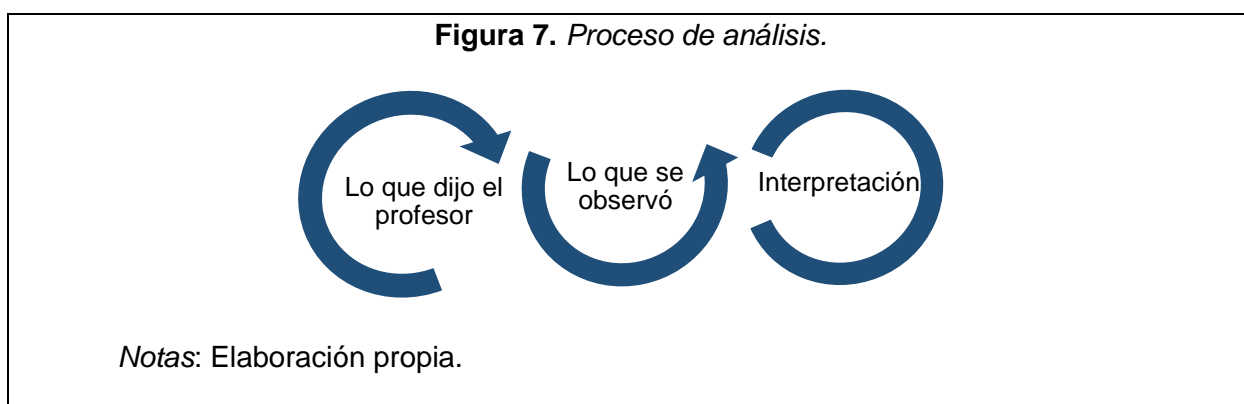 Figura 7. Proceso de análisis.
Lo que dijo el
profesor
Lo que se
observó
Interpretación
Notas: Elaboración propia.